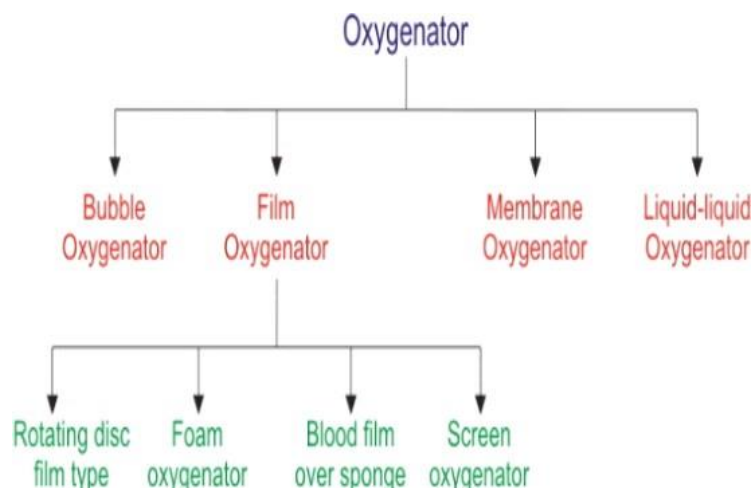 Oxygenator
Bubble
Oxygenator
Film
Oxygenator
Membrane
Oxygenator
Liquid-liquid
Oxygenator
Rotating disc
film type
Foam
oxygenator
Blood film
over sponge
Screen
oxygenator